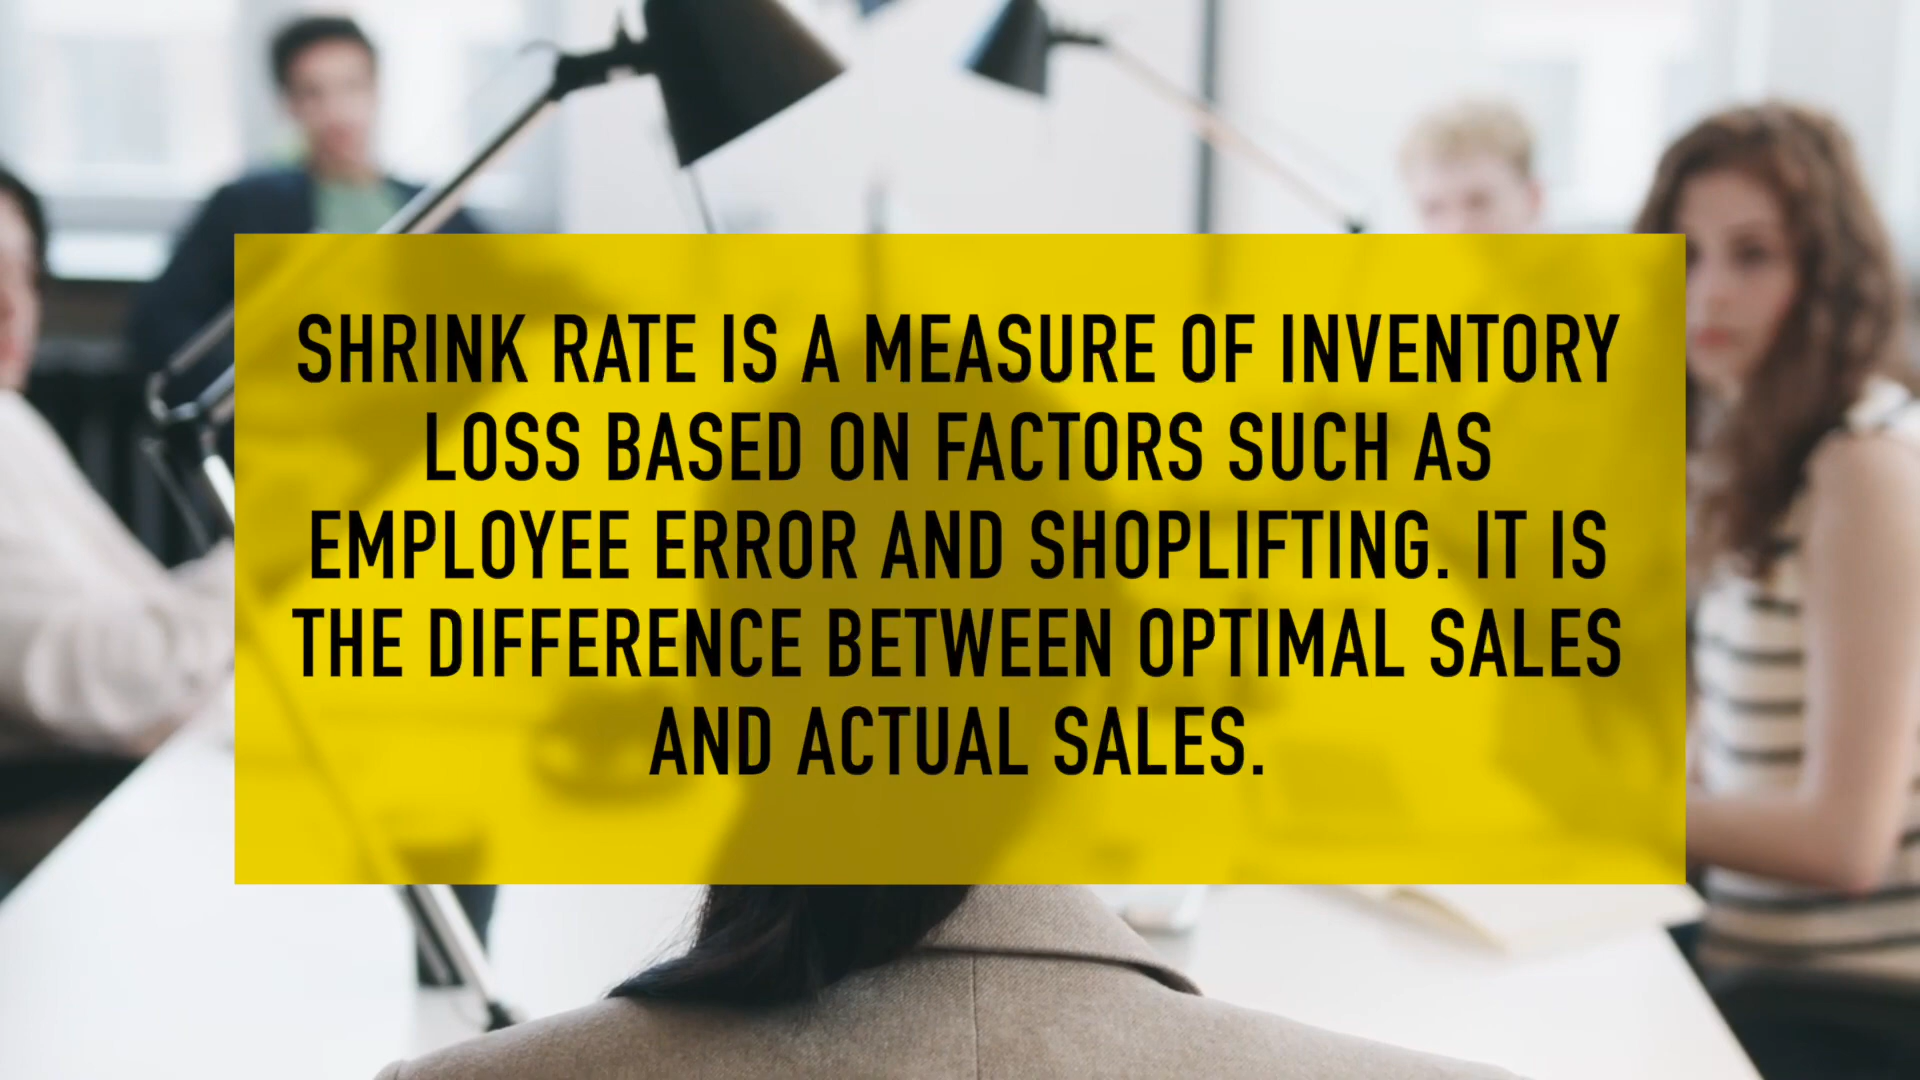 SHRINK RATE IS A MEASURE OF INVENTORY
LOSS BASED ON FACTORS SUCH AS
EMPLOYEE ERROR AND SHOPLIFTING. IT IS
THE DIFFERENCE BETWEEN OPTIMAL SALES
AND ACTUAL SALES.